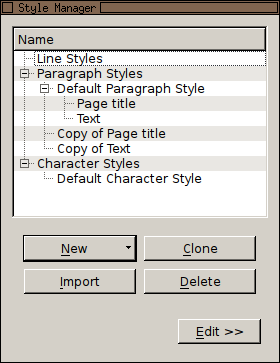 Style Manager
Name
Line Styles
Paragraph Styles
Default Paragraph Style
Page title
Text
Copy of Page title
Copy of Text
Character Styles
Default Character Style
New
Clone
Import
Delete
Edit >>